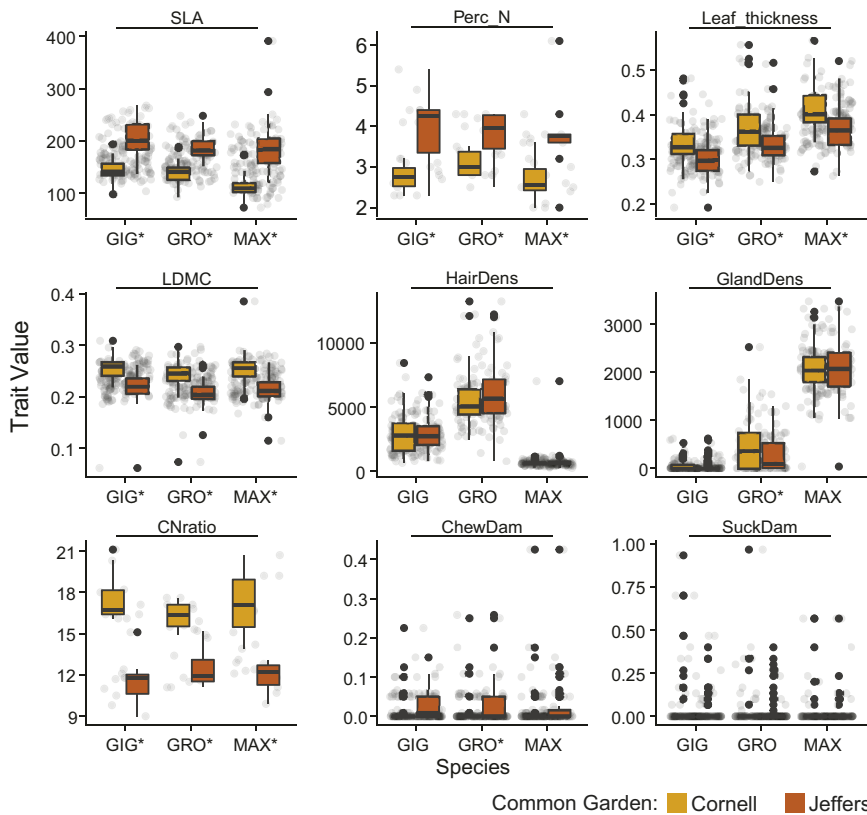 SLA Perc_N Leaf_thickness
400 6 0.5
300 5 0.4
200 4 0.3
100 3 0.2
2
GIG* GRO* MAX* GIG* GRO* MAX* GIG* GRO* MAX*
LDMC HairDens GlandDens
0.4 10000 3000
0.3 5000 2000
0.2 0 1000
0.1 0
GIG* GRO* MAX* GIG GRO MAX GIG GRO* MAX
CNratio ChewDam SuckDam
21 0.4 1.00
18 0.3 0.75
15 0.2 0.50
12 0.1 0.25
9 0.0 0.00
GIG* GRO* MAX* GIG GRO* MAX GIG GRO MAX
Trait Value
Species
Common Garden: Cornell Jeffers